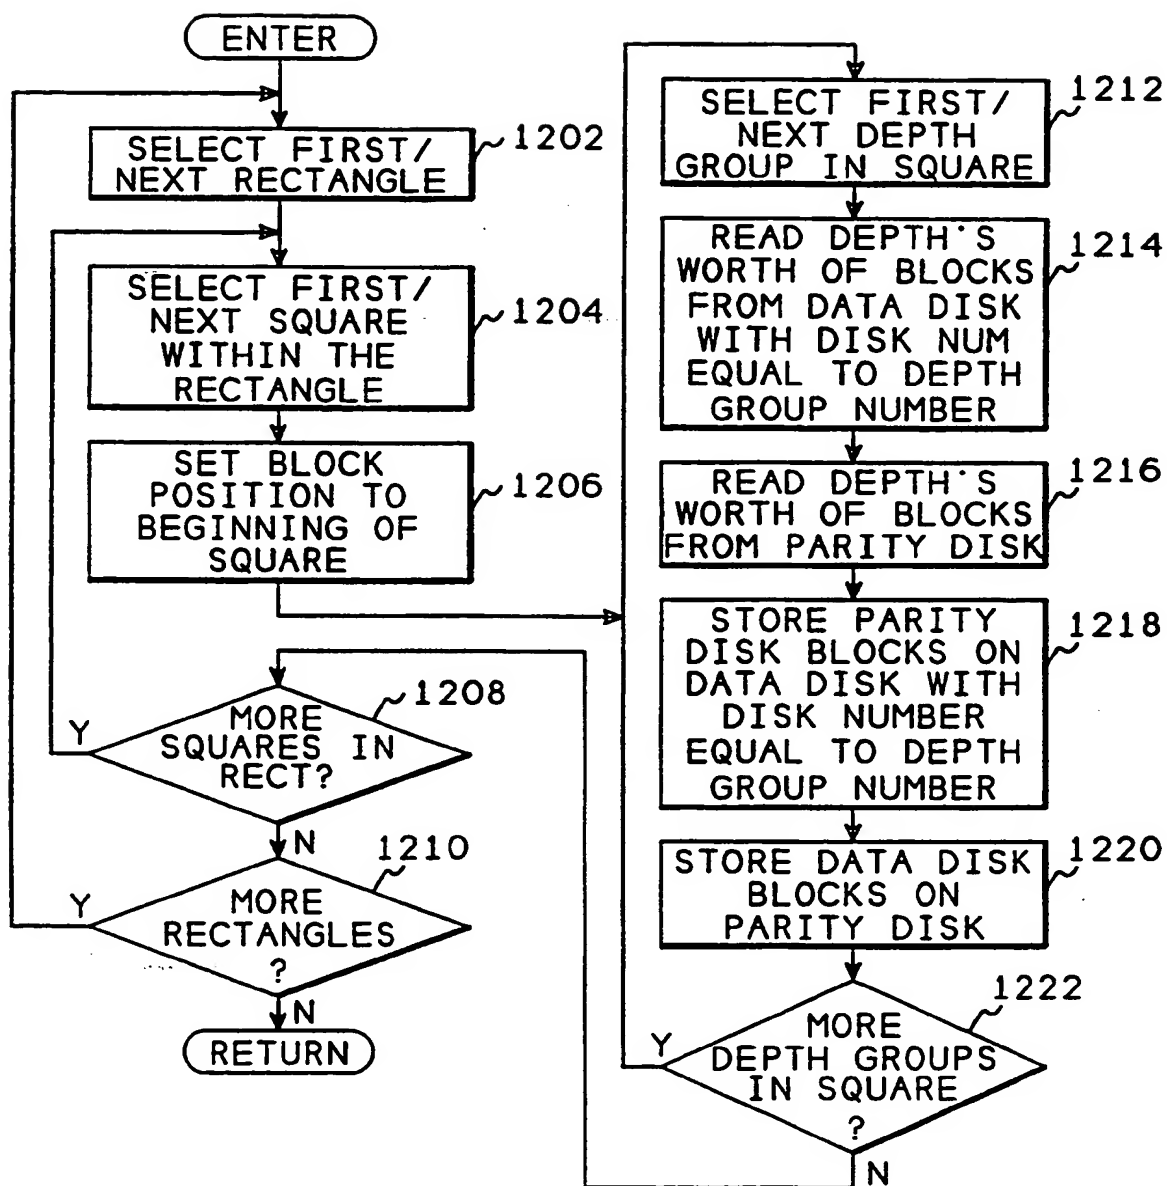 ENTER
SELECT FIRST/
NEXT RECTANGLE
1202
SELECT FIRST/
NEXT SQUARE
WITHIN THE
RECTANGLE
1204
SET BLOCK
POSITION TO
BEGINNING OF
SQUARE
1206
MORE
SQUARES IN
RECT?
1208
Y
N
MORE
RECTANGLES
?
1210
Y
N
RETURN
SELECT FIRST/
NEXT DEPTH
GROUP IN SQUARE
1212
READ DEPTH'S
WORTH OF BLOCKS
FROM DATA DISK
WITH DISK NUM
EQUAL TO DEPTH
GROUP NUMBER
1214
READ DEPTH'S
WORTH OF BLOCKS
FROM PARITY DISK
1216
STORE PARITY
DISK BLOCKS ON
DATA DISK WITH
DISK NUMBER
EQUAL TO DEPTH
GROUP NUMBER
1218
STORE DATA DISK
BLOCKS ON
PARITY DISK
1220
MORE
DEPTH GROUPS
IN SQUARE
?
1222
Y
N